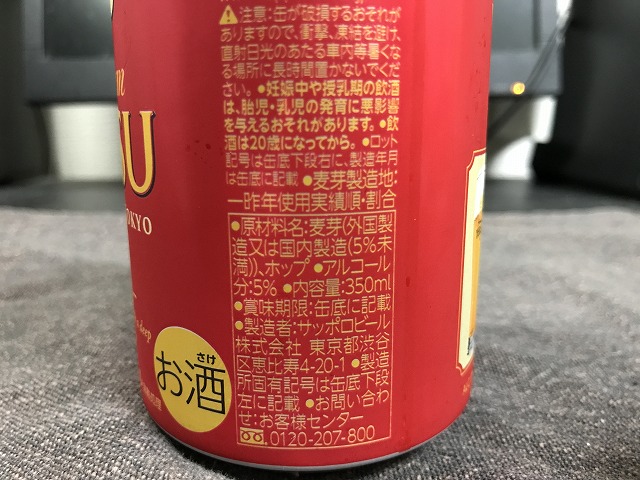 ⚠注意:缶が破損するおそれが
ありますので、衝撃、凍結を避け、
直射日光のあたる車内等暑くな
る場所に長時間置かないでくだ
さい。●妊娠中や授乳期の飲酒
は、胎児・乳児の発育に悪影響
を与えるおそれがあります。●飲
酒は20歳になってから。●ロット
記号は缶底下段右に、製造年月
は缶底に記載 ●麦芽製造地:
一昨年使用実績順・割合
●原材料名:麦芽(外国製
造又は国内製造(5%未
満))、ホップ ●アルコール
分:5% ●内容量:350ml
●賞味期限:缶底に記載
●製造者:サッポロビール
株式会社 東京都渋谷
区恵比寿4-20-1 ●製造
所固有記号は缶底下段
左に記載 ●お問い合わ
せ:お客様センター
0120-207-800
SU
OKYO
deep
さけ
お酒